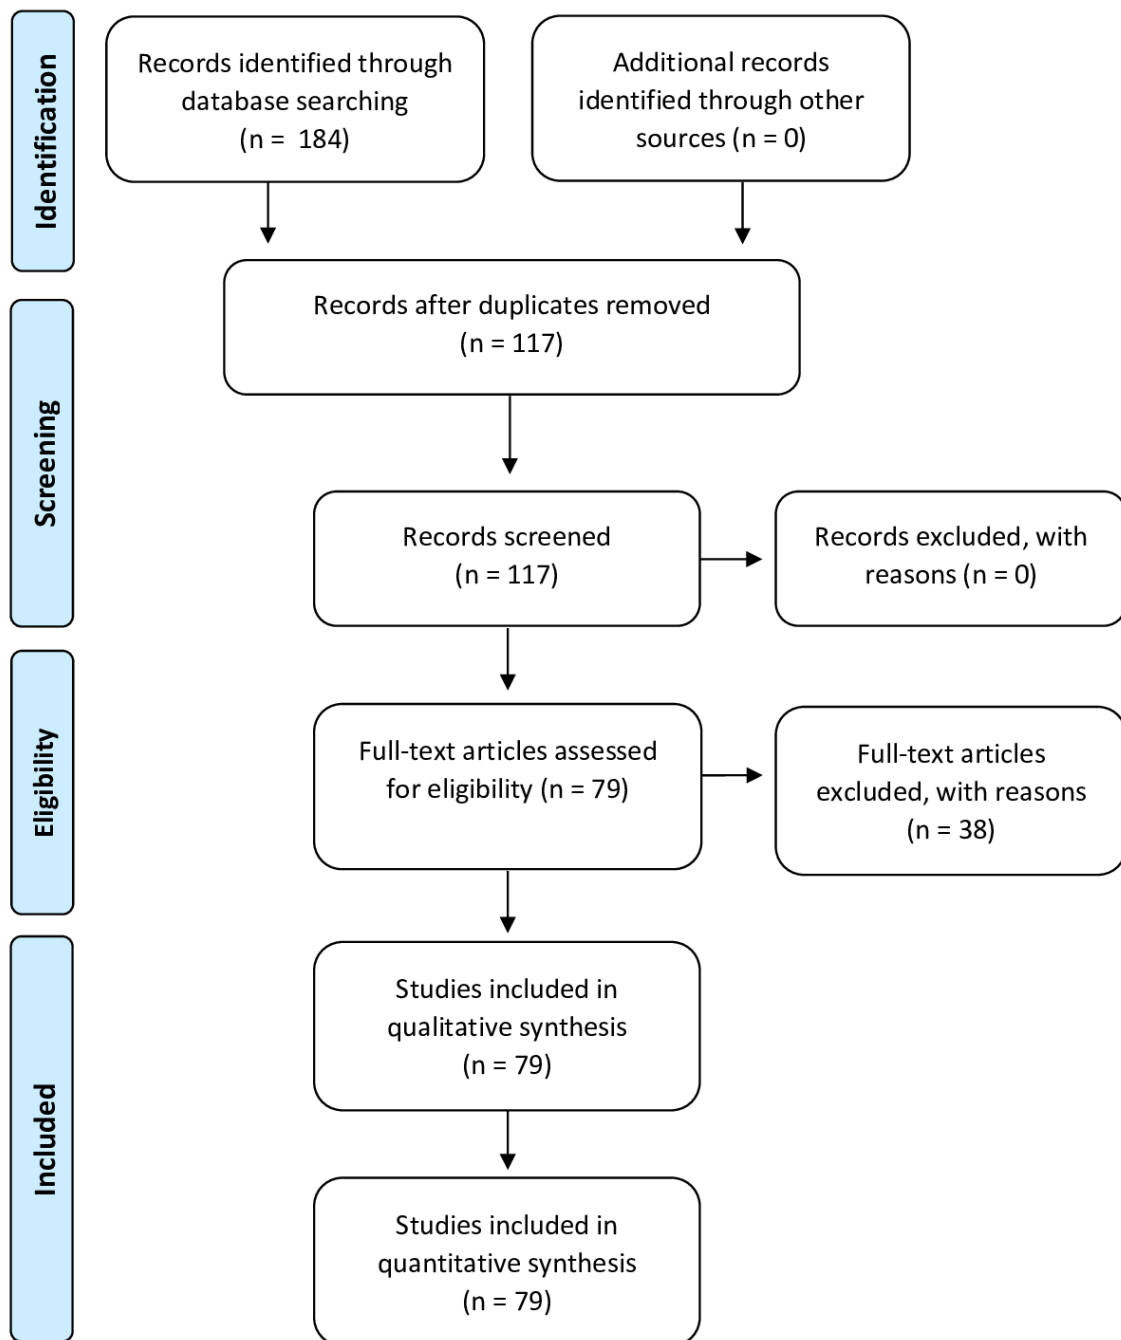 Identification
Records identified through
database searching
(n =  184)
Additional records
identified through other
sources (n = 0)
Records after duplicates removed
(n = 117)
Screening
Records screened
(n = 117)
Records excluded, with
reasons (n = 0)
Eligibility
Full-text articles assessed
for eligibility (n = 79)
Full-text articles
excluded, with reasons
(n = 38)
Included
Studies included in
qualitative synthesis
(n = 79)
Studies included in
quantitative synthesis
(n = 79)